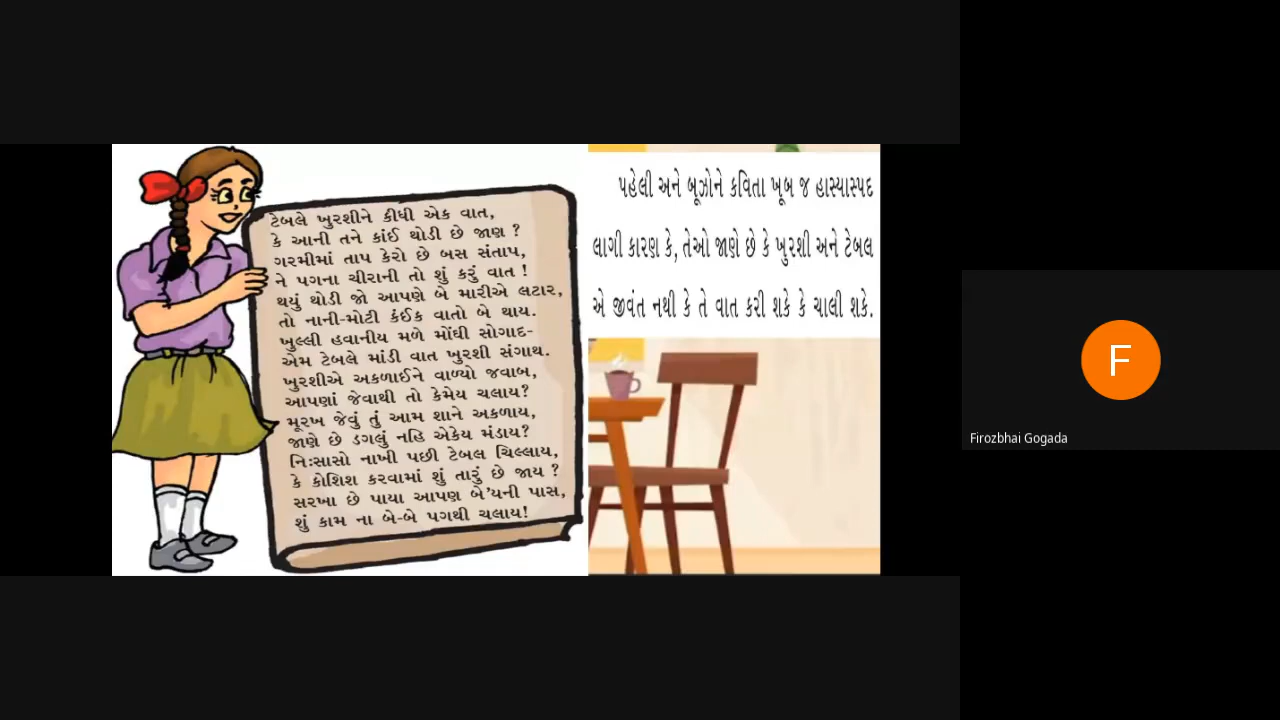 ટેબલે ખુરશીને કીધી એક વાત,
કે આની તને કાંઈ થોડી છે જાણ ?
ગરમીમાં તાપ કેરો છે બસ સંતાપ,
ને પગના ચીરાની તો શું કરું વાત !
થયું થોડી જો આપણે બે મારીએ લટાર,
તો નાની-મોટી કંઈક વાતો બે થાય.
ખુલ્લી હવાનીય મળે મોંઘી સોગાદ-
એમ ટેબલે માંડી વાત ખુરશી સંગાથ.
ખુરશીએ અકળાઈને વાળ્યો જવાબ,
આપણાં જેવાથી તો કેમેય ચલાય?
મૂરખ જેવું તું આમ શાને અકળાય,
જાણે છે ડગલું નહિ એકેય મંડાય?
નિઃસાસો નાખી પછી ટેબલ ચિલ્લાય,
કે કોશિશ કરવામાં શું તારું છે જાય ?
સરખા છે પાયા આપણ બે'યની પાસ,
શું કામ ના બે-બે પગથી ચલાય!
પહેલી અને બૂઝોને કવિતા ખૂબ જ હાસ્યાસ્પદ
લાગી કારણ કે, તેઓ જાણે છે કે ખુરશી અને ટેબલ
એ જીવંત નથી કે તે વાત કરી શકે કે ચાલી શકે.
F
Firozbhai Gogada